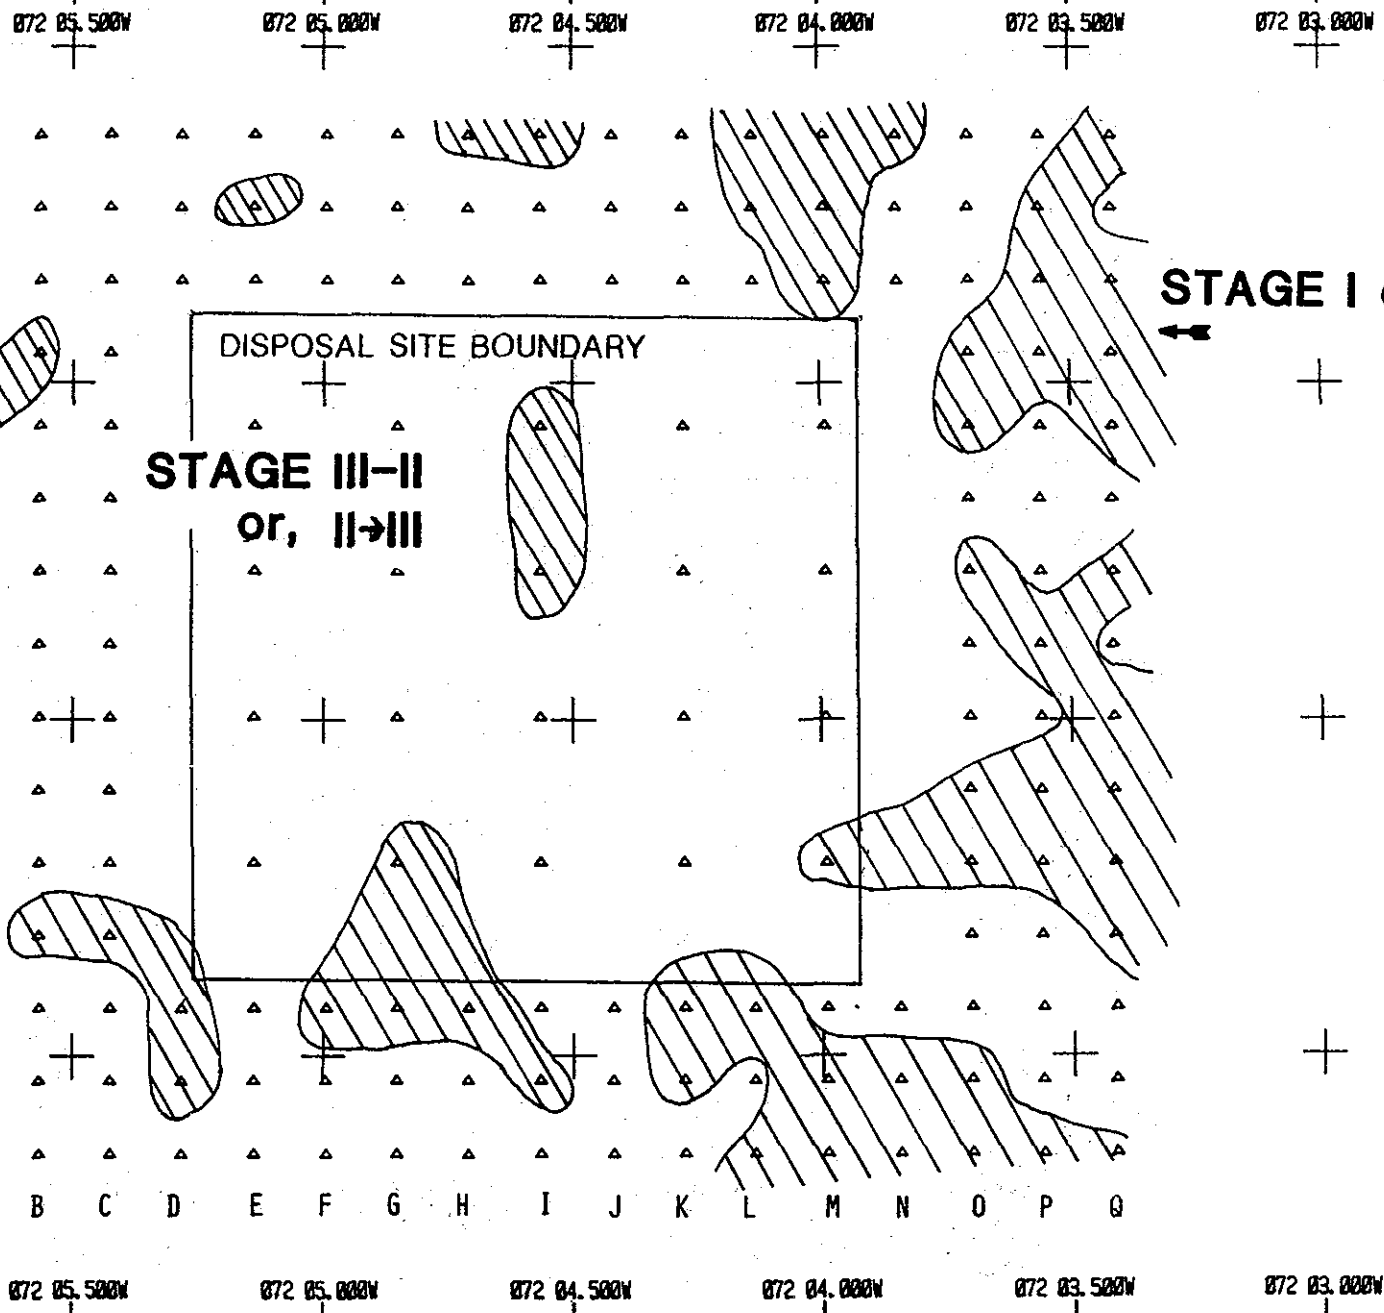 072 05.500W 072 05.000W 072 04.500W 072 04.000W 072 03.500W 072 03.000W
STAGE I
DISPOSAL SITE BOUNDARY
STAGE III-II
or, II→III
B C D E F G H I J K L M N O P Q
072 05.500W 072 05.000W 072 04.500W 072 04.000W 072 03.500W 072 03.000W